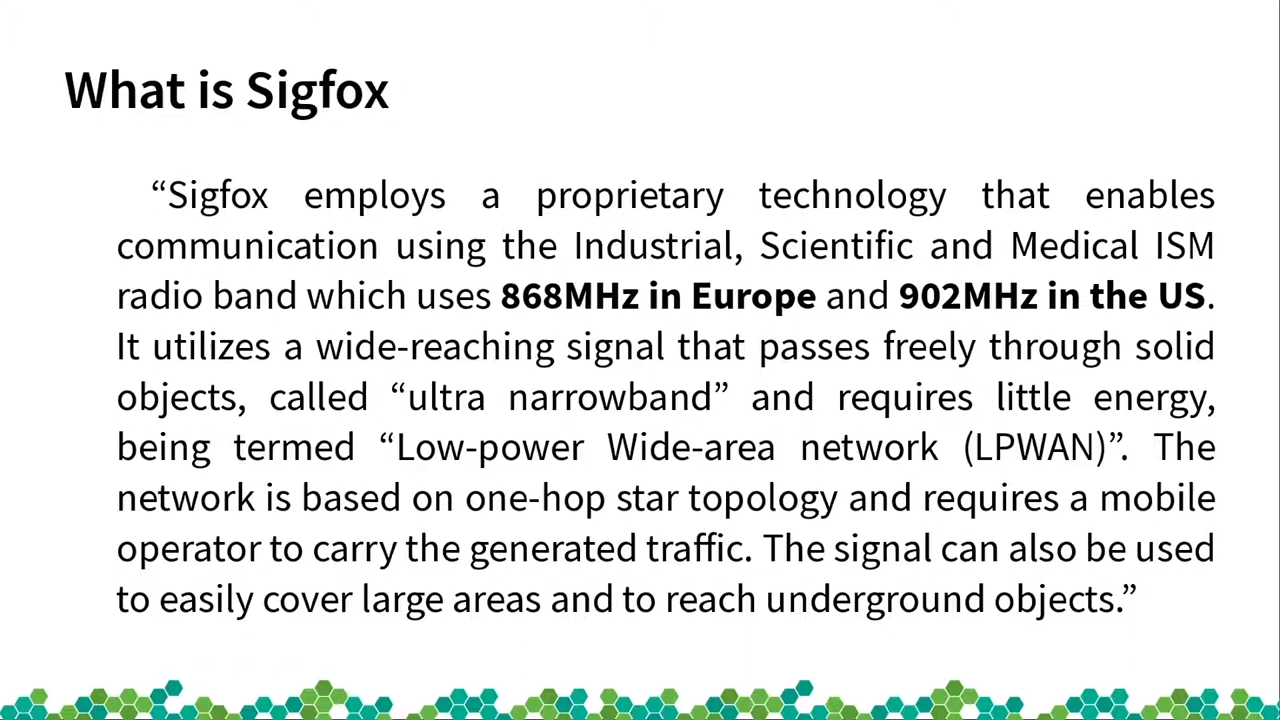 What is Sigfox
“Sigfox employs a proprietary technology that enables
communication using the Industrial, Scientific and Medical ISM
radio band which uses 868MHz in Europe and 902MHz in the US.
It utilizes a wide-reaching signal that passes freely through solid
objects, called “ultra narrowband” and requires little energy,
being termed “Low-power Wide-area network (LPWAN)”. The
network is based on one-hop star topology and requires a mobile
operator to carry the generated traffic. The signal can also be used
to easily cover large areas and to reach underground objects.”